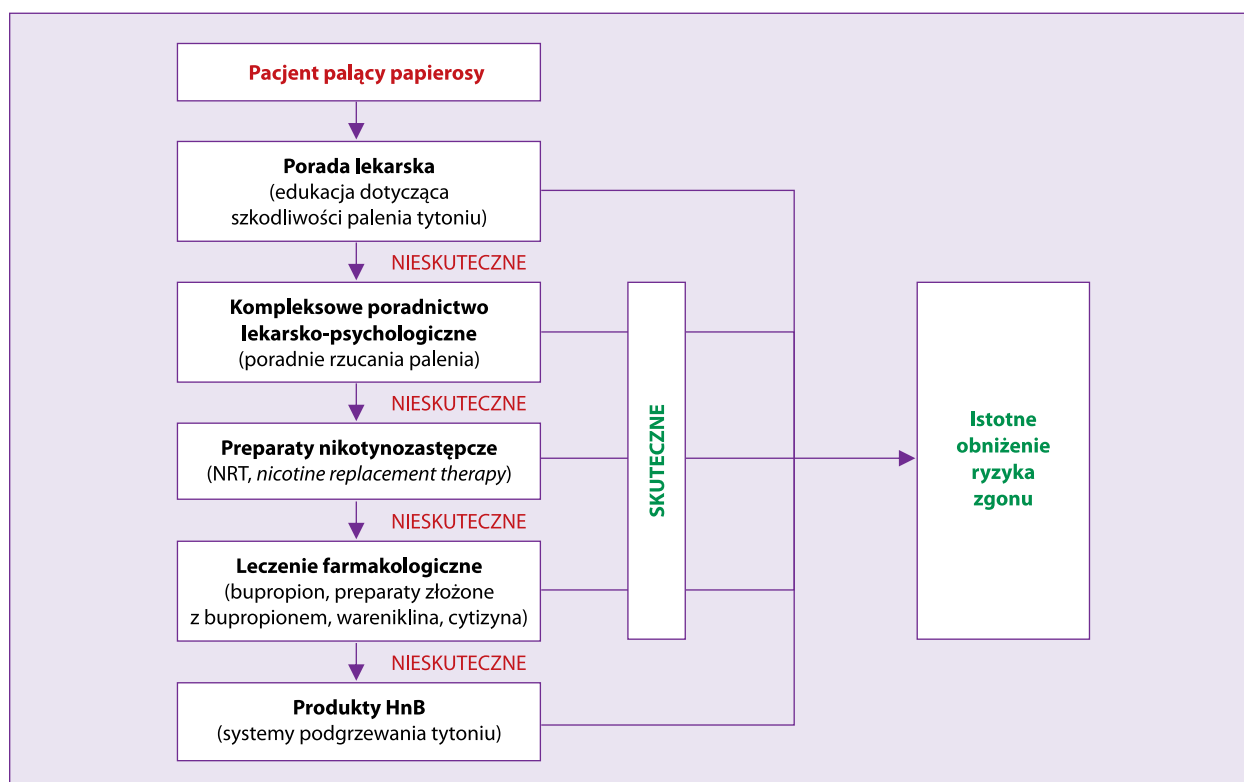 Pacjent palący papierosy
Porada lekarska
(edukacja dotycząca
szkodliwości palenia tytoniu)
NIESKUTECZNE
Kompleksowe poradnictwo
lekarsko-psychologiczne
(poradnie rzucania palenia)
NIESKUTECZNE
Preparaty nikotynozastępcze
(NRT, nicotine replacement therapy)
NIESKUTECZNE
Leczenie farmakologiczne
(bupropion, preparaty złożone
z bupropionem, wareniklina, cytizyna)
NIESKUTECZNE
Produkty HnB
(systemy podgrzewania tytoniu)
SKUTECZNE
Istotne
obniżenie
ryzyka
zgonu